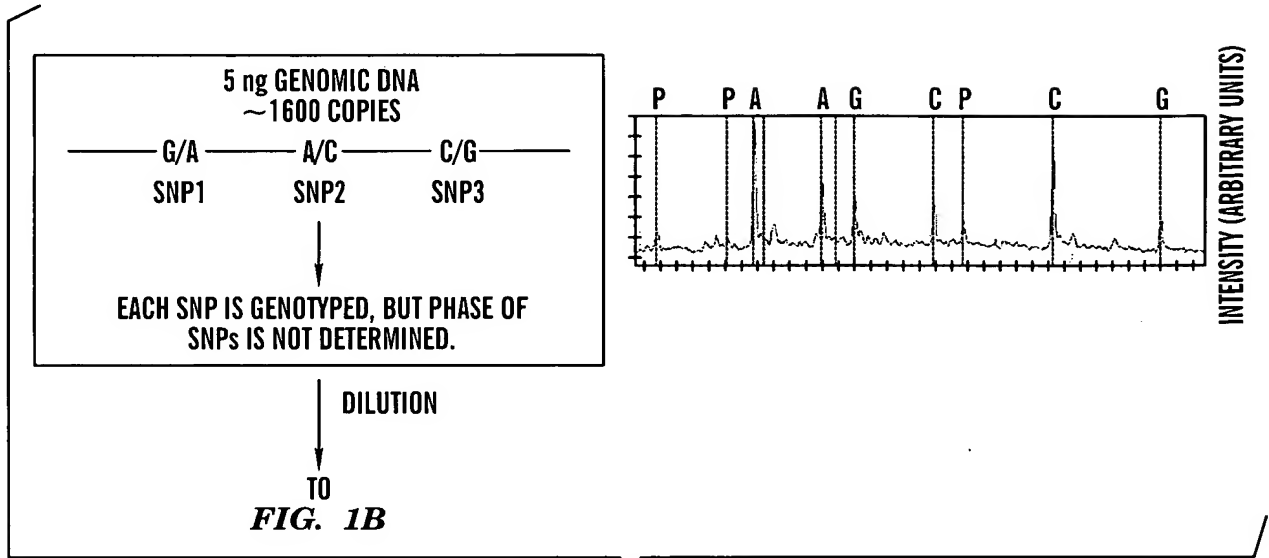 5 ng GENOMIC DNA
~1600 COPIES
G/A A/C C/G
SNP1 SNP2 SNP3
EACH SNP IS GENOTYPED, BUT PHASE OF
SNPs IS NOT DETERMINED.
DILUTION
TO
FIG. 1B
P P A A G C P C G
INTENSITY (ARBITRARY UNITS)